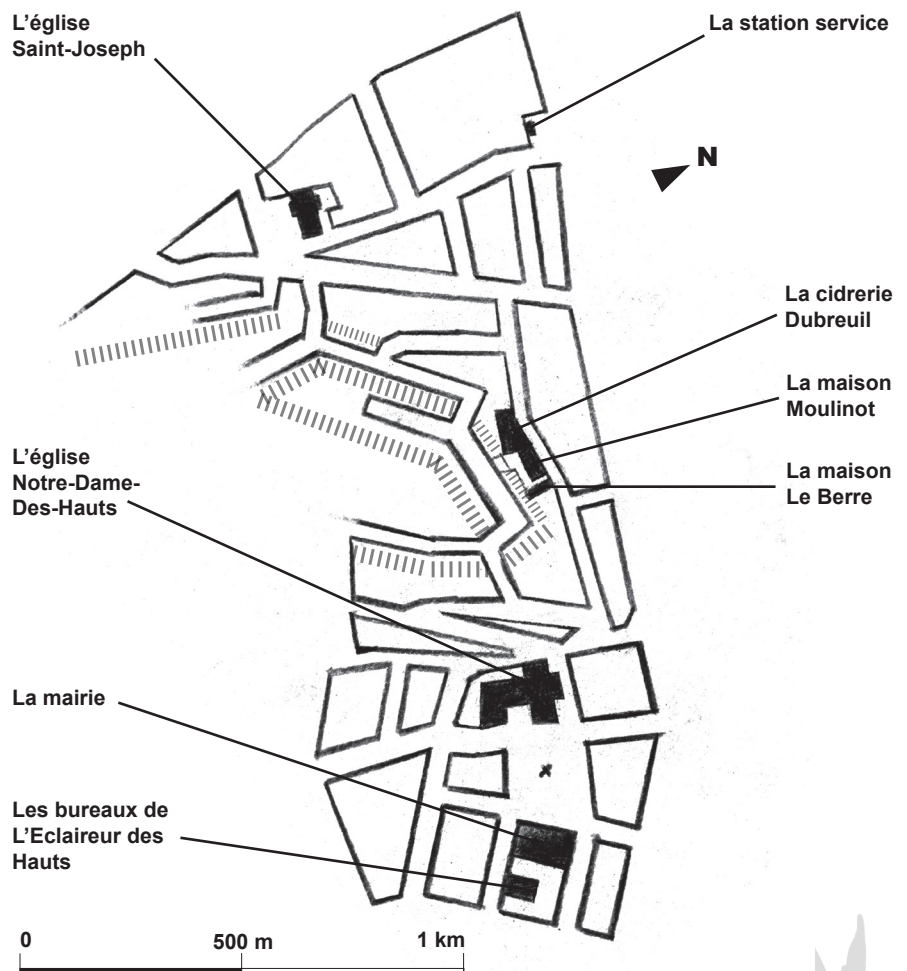 L’église
Saint-Joseph
La station service
N
La cidrerie
Dubreuil
La maison
Moulinot
L’église
Notre-Dame-
Des-Hauts
La maison
Le Berre
La mairie
Les bureaux de
L’Eclaireur des
Hauts
0 500 m 1 km